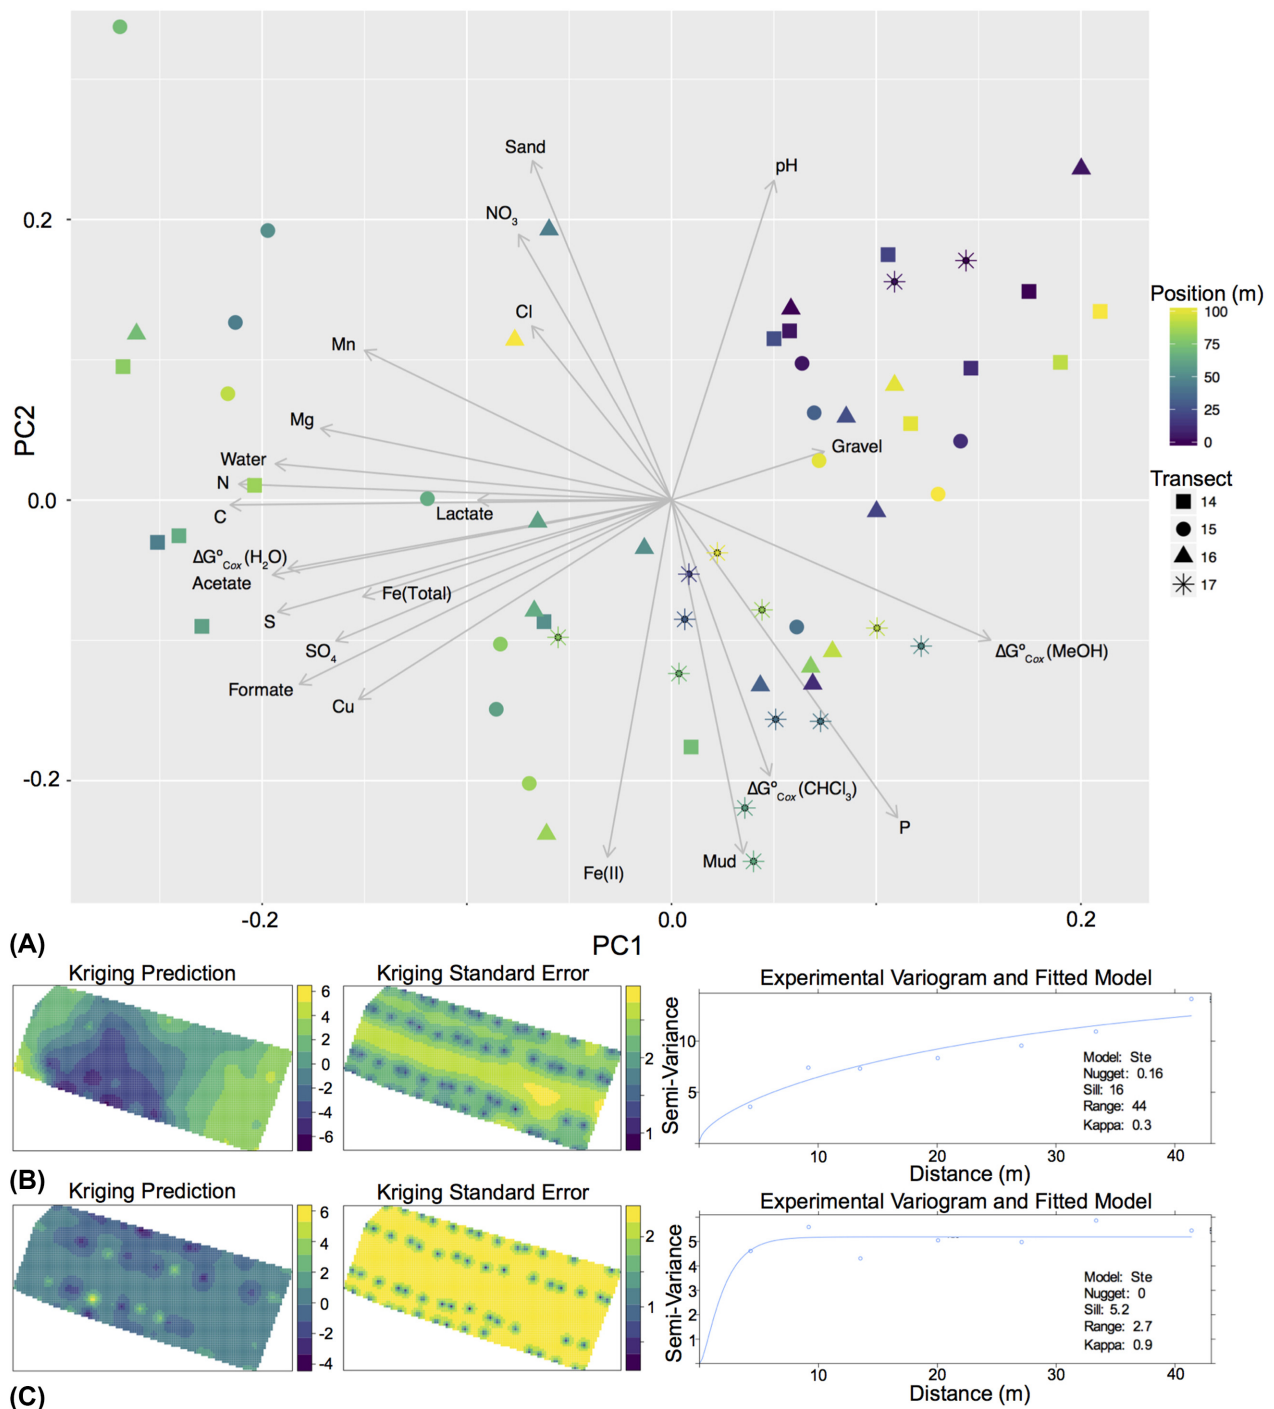 Sand
pH
NO3
0.2
Cl
Position (m)
100
75
50
25
0
Mn
PC2
Mg
Gravel
Water
N
Transect
14
15
16
17
0.0
C
Lactate
ΔG°Cox(H2O)
Acetate
Fe(Total)
S
SO4
ΔG°Cox(MeOH)
Formate
Cu
-0.2
ΔG°Cox(CHCl3)
P
Mud
Fe(II)
-0.2
0.0
0.2
PC1
(A)
Kriging Prediction
6
4
2
0
-2
-4
-6
Kriging Standard Error
2
1
Experimental Variogram and Fitted Model
Semi-Variance
10
5
Model: Ste
Nugget: 0.16
Sill: 16
Range: 44
Kappa: 0.3
10
20
30
40
Distance (m)
(B)
Kriging Prediction
6
4
2
0
-2
-4
Kriging Standard Error
2
1
Experimental Variogram and Fitted Model
Semi-Variance
5
4
3
2
1
Model: Ste
Nugget: 0
Sill: 5.2
Range: 2.7
Kappa: 0.9
10
20
30
40
Distance (m)
(C)